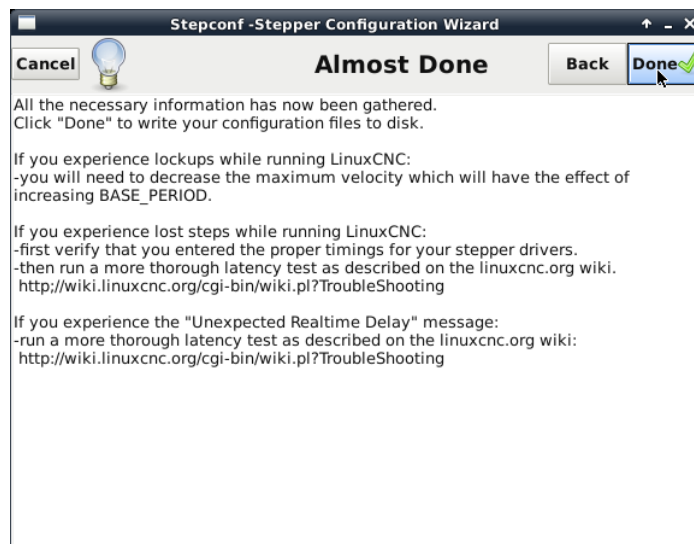 Stepconf -Stepper Configuration Wizard
Cancel
Almost Done
Back
Done
All the necessary information has now been gathered.
Click "Done" to write your configuration files to disk.
If you experience lockups while running LinuxCNC:
-you will need to decrease the maximum velocity which will have the effect of
increasing BASE_PERIOD.
If you experience lost steps while running LinuxCNC:
-first verify that you entered the proper timings for your stepper drivers.
-then run a more thorough latency test as described on the linuxcnc.org wiki.
http;//wiki.linuxcnc.org/cgi-bin/wiki.pl?TroubleShooting
If you experience the "Unexpected Realtime Delay" message:
-run a more thorough latency test as described on the linuxcnc.org wiki:
http://wiki.linuxcnc.org/cgi-bin/wiki.pl?TroubleShooting